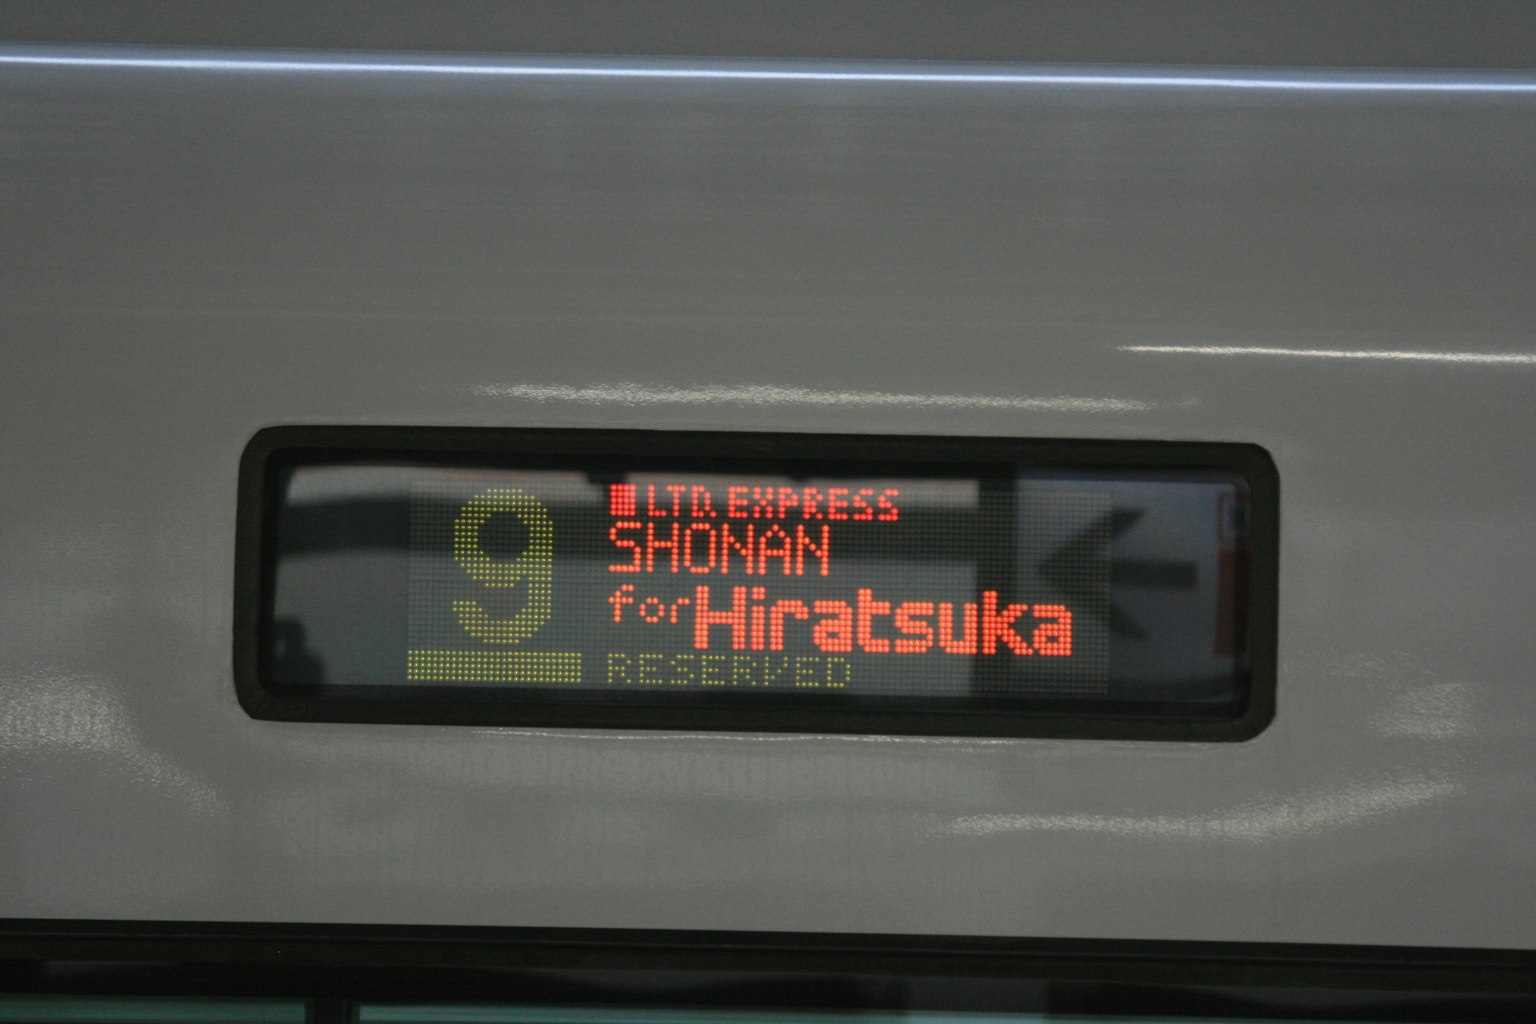 9
LTD. EXPRESS
SHONAN
for Hiratsuka
RESERVED